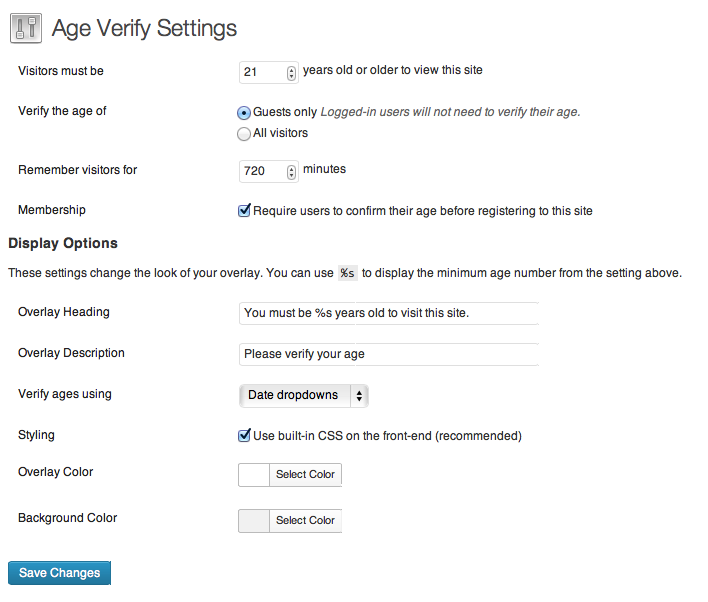 Age Verify Settings
Visitors must be 21 years old or older to view this site
Verify the age of Guests only Logged-in users will not need to verify their age.
All visitors
Remember visitors for 720 minutes
Membership Require users to confirm their age before registering to this site
Display Options
These settings change the look of your overlay. You can use %s to display the minimum age number from the setting above.
Overlay Heading You must be %s years old to visit this site.
Overlay Description Please verify your age
Verify ages using Date dropdowns
Styling Use built-in CSS on the front-end (recommended)
Overlay Color Select Color
Background Color Select Color
Save Changes